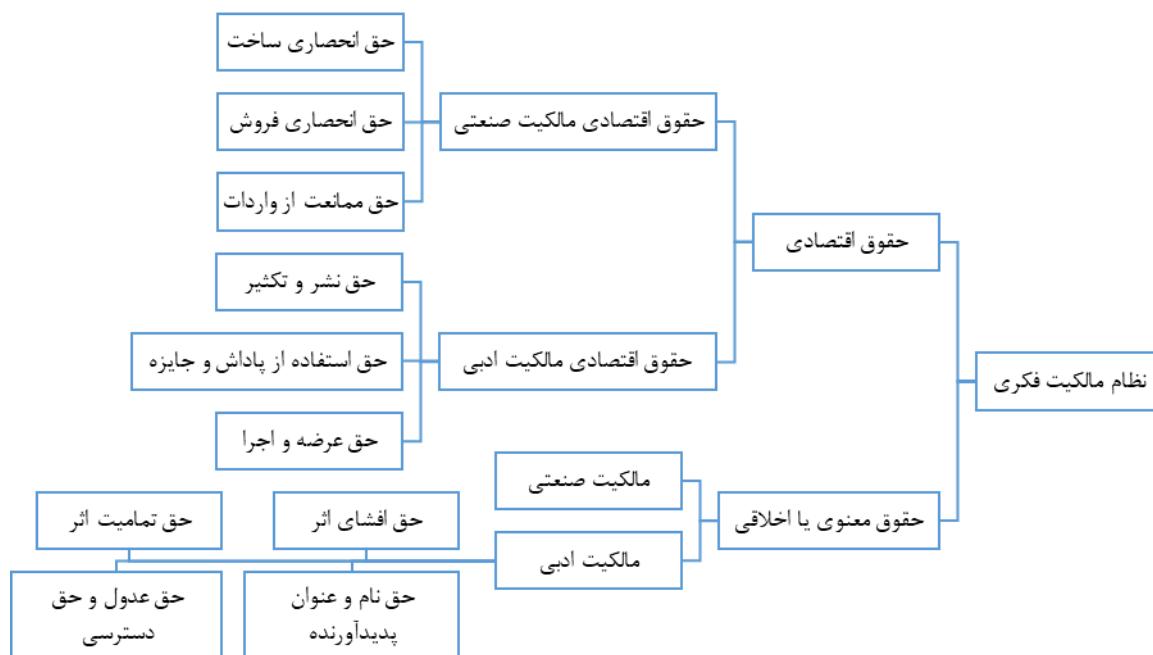 نظام مالکیت فکری
حقوق اقتصادی
حقوق اقتصادی مالکیت صنعتی
حق انحصاری ساخت
حق انحصاری فروش
حق ممانعت از واردات
حقوق اقتصادی مالکیت ادبی
حق نشر و تکثیر
حق استفاده از پاداش و جایزه
حق عرضه و اجرا
حقوق معنوی یا اخلاقی
مالکیت صنعتی
مالکیت ادبی
حق افشای اثر
حق تمامیت اثر
حق نام و عنوان
پدیدآورنده
حق عدول و حق
دسترسی